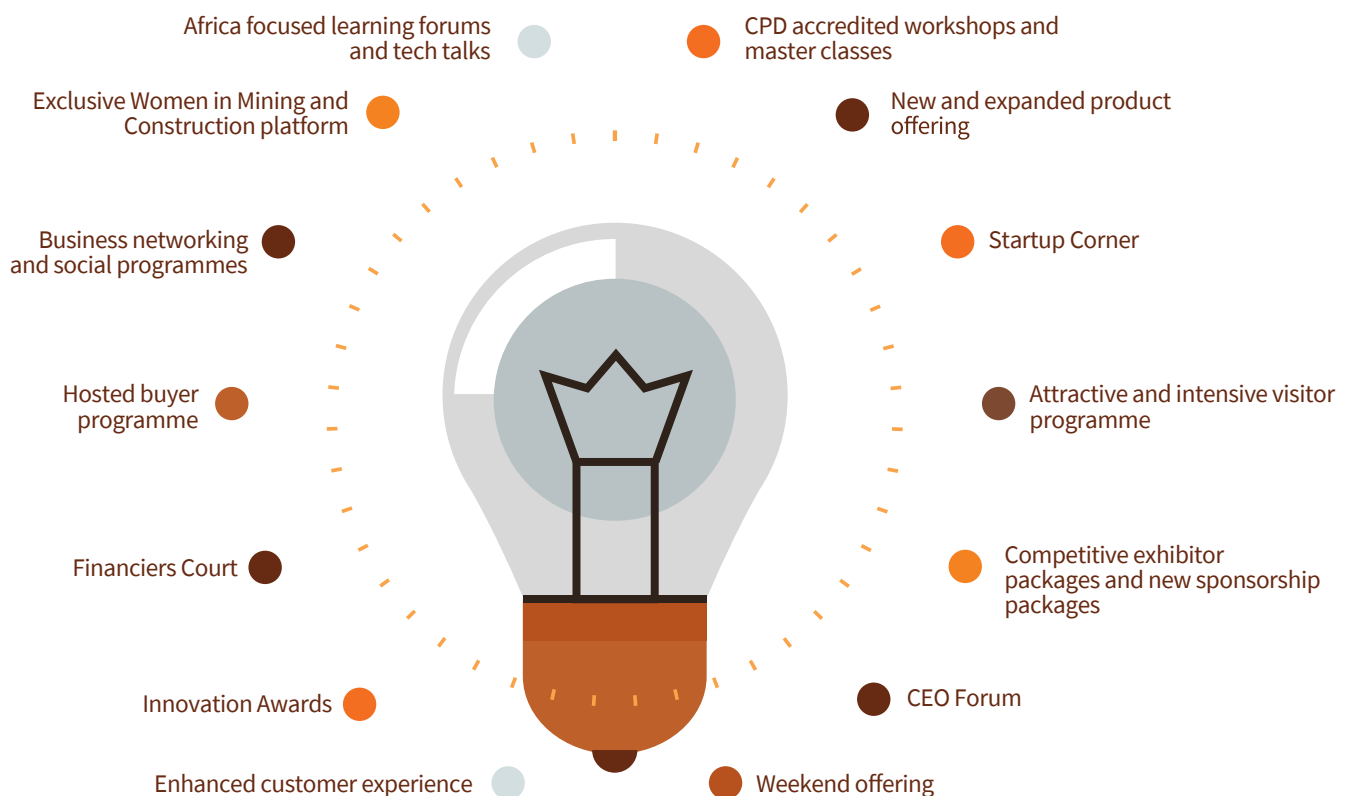 Africa focused learning forums
and tech talks
CPD accredited workshops and
master classes
Exclusive Women in Mining and
Construction platform
New and expanded product
offering
Business networking
and social programmes
Startup Corner
Hosted buyer
programme
Attractive and intensive visitor
programme
Financiers Court
Competitive exhibitor
packages and new sponsorship
packages
Innovation Awards
CEO Forum
Enhanced customer experience
Weekend offering